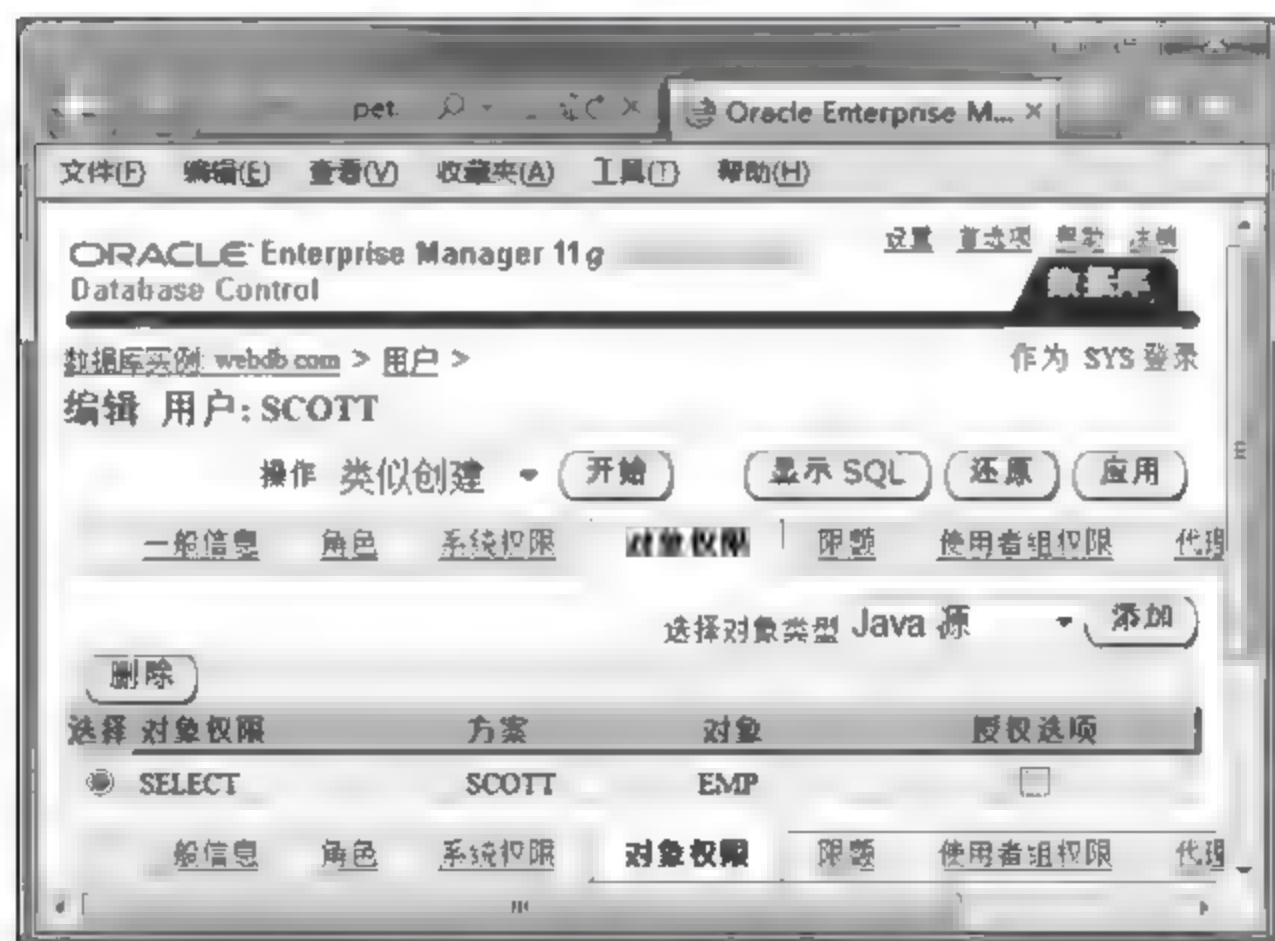 pet.
Oracle Enterprise M...
文件(F) 编辑(E) 查看(V) 收藏夹(A) 工具(T) 帮助(H)
设置 首选项 帮助 注销
ORACLE Enterprise Manager 11g
Database Control
数据库
数据库实例: webdb.com > 用户 >
作为 SYS 登录
编辑 用户: SCOTT
操作 类似创建 开始 显示 SQL 还原 应用
一般信息 角色 系统权限 对象权限 限额 使用者组权限 代理
选择对象类型 Java 源 添加
删除
选择 对象权限 方案 对象 授权选项
SELECT SCOTT EMP
般信息 角色 系统权限 对象权限 限额 使用者组权限 代理